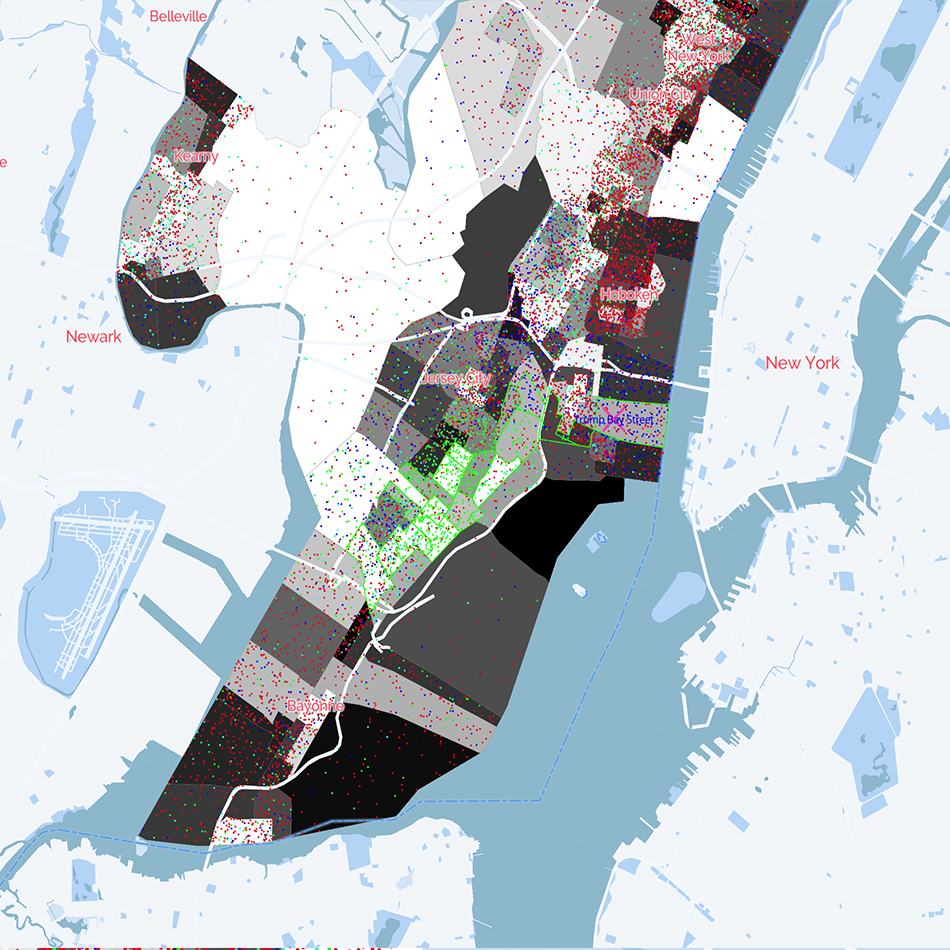 Belleville
West
New York
Union City
Kearny
e
Hoboken
Newark
New York
Jersey City
Trump Bay Street
Bayonne